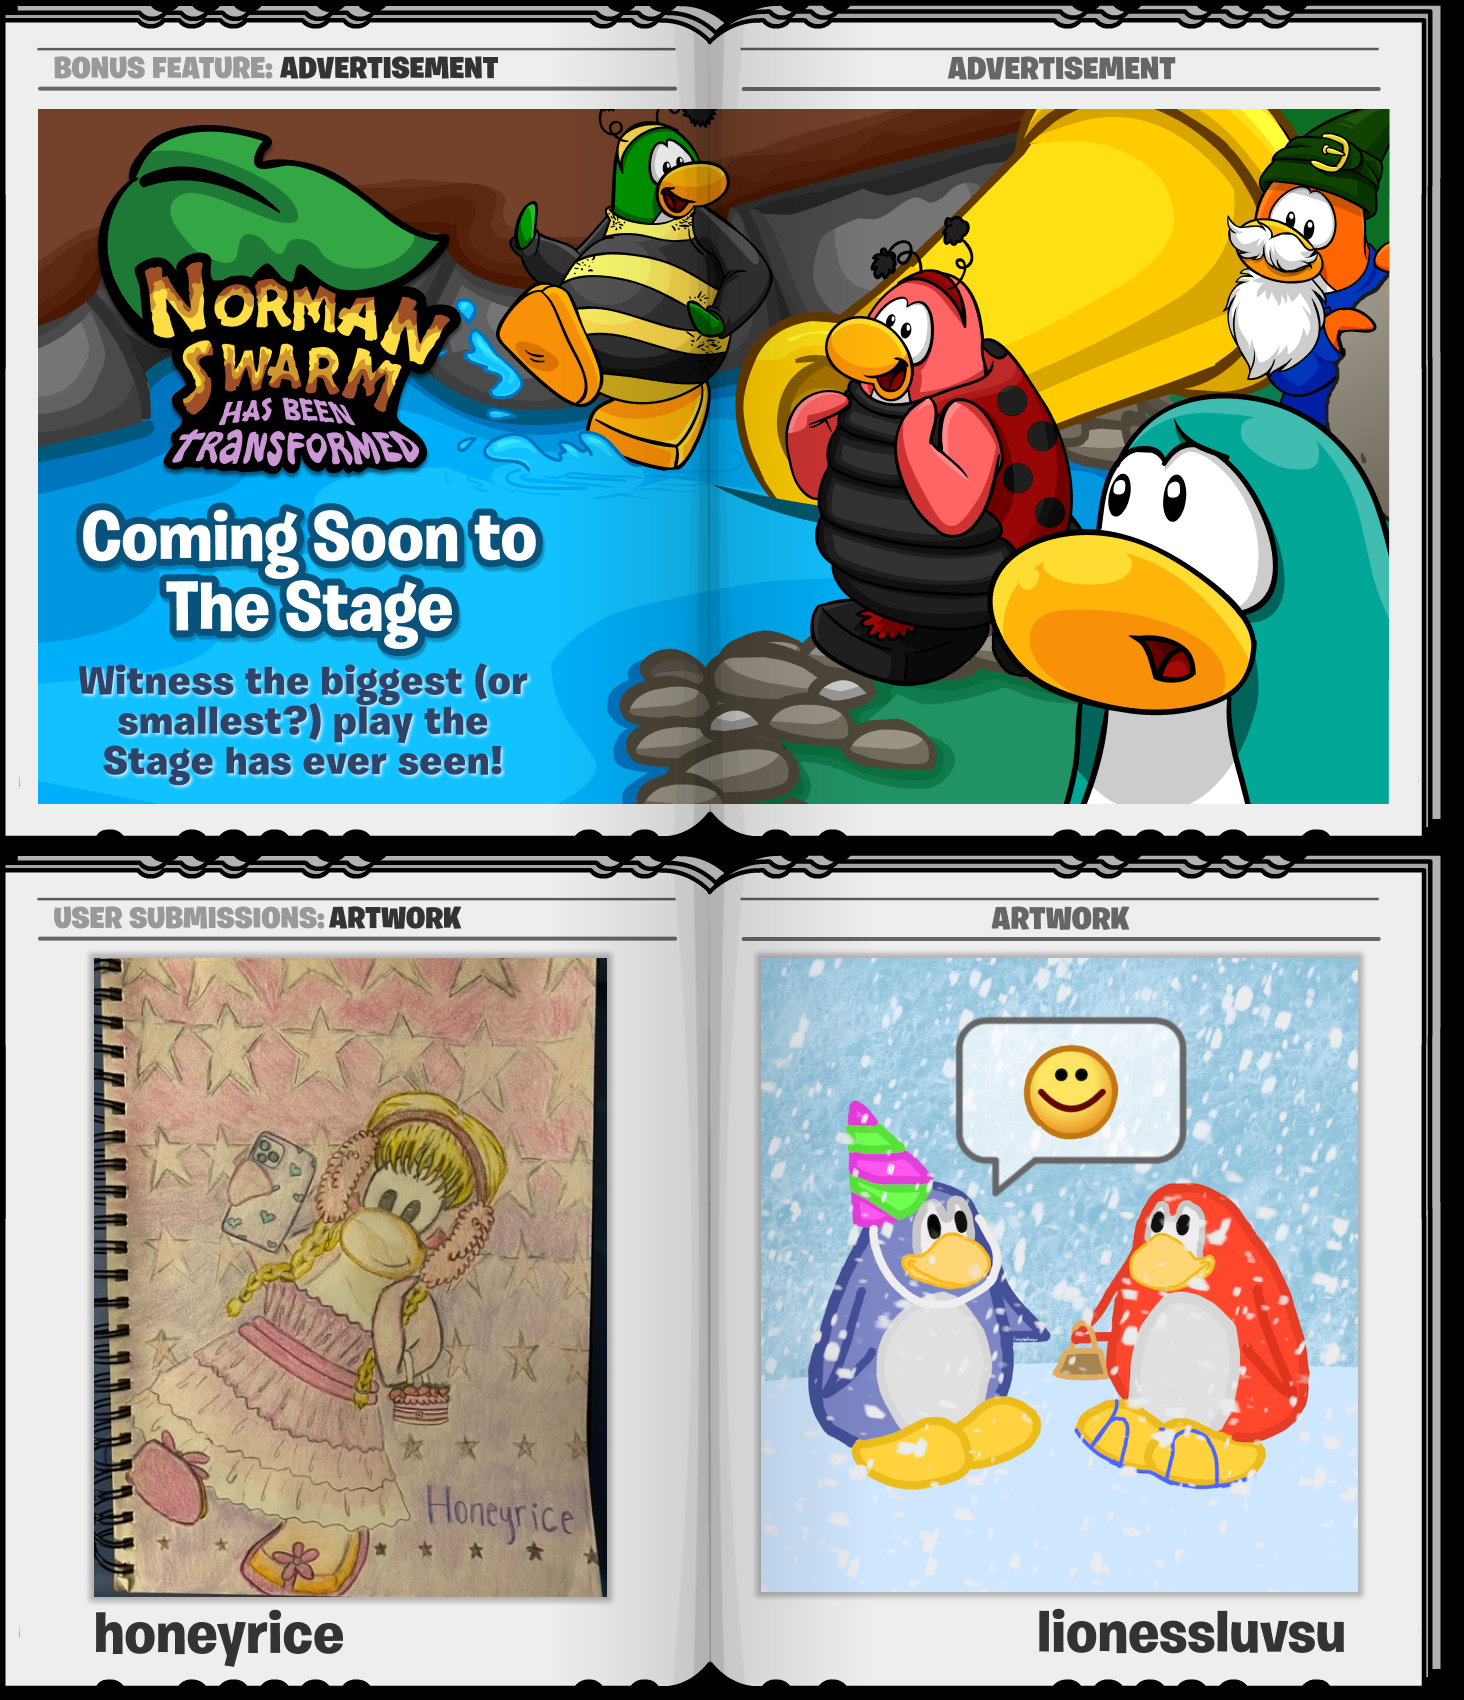 BONUS FEATURE: ADVERTISEMENT
ADVERTISEMENT
NORMAN
SWARM
HAS BEEN
TRANSFORMED
Coming Soon to
The Stage
Witness the biggest (or
smallest?) play the
Stage has ever seen!
USER SUBMISSIONS: ARTWORK
ARTWORK
Honeyrice
honeyrice
lionessluvsu